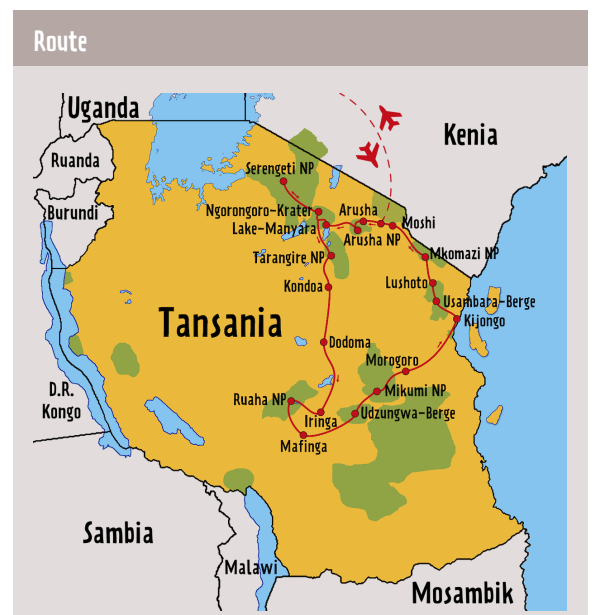 Route
Uganda
Kenia
Ruanda
Serengeti NP
Burundi
Ngorongoro-Krater
Arusha
Moshi
Lake-Manyara
Arusha NP
Tarangire NP
Mkomazi NP
Kondoa
Lushoto
Usambara-Berge
Tansania
Kijongo
Dodoma
Morogoro
D.R.
Kongo
Ruaha NP
Mikumi NP
Iringa
Udzungwa-Berge
Mafinga
Sambia
Malawi
Mosambik